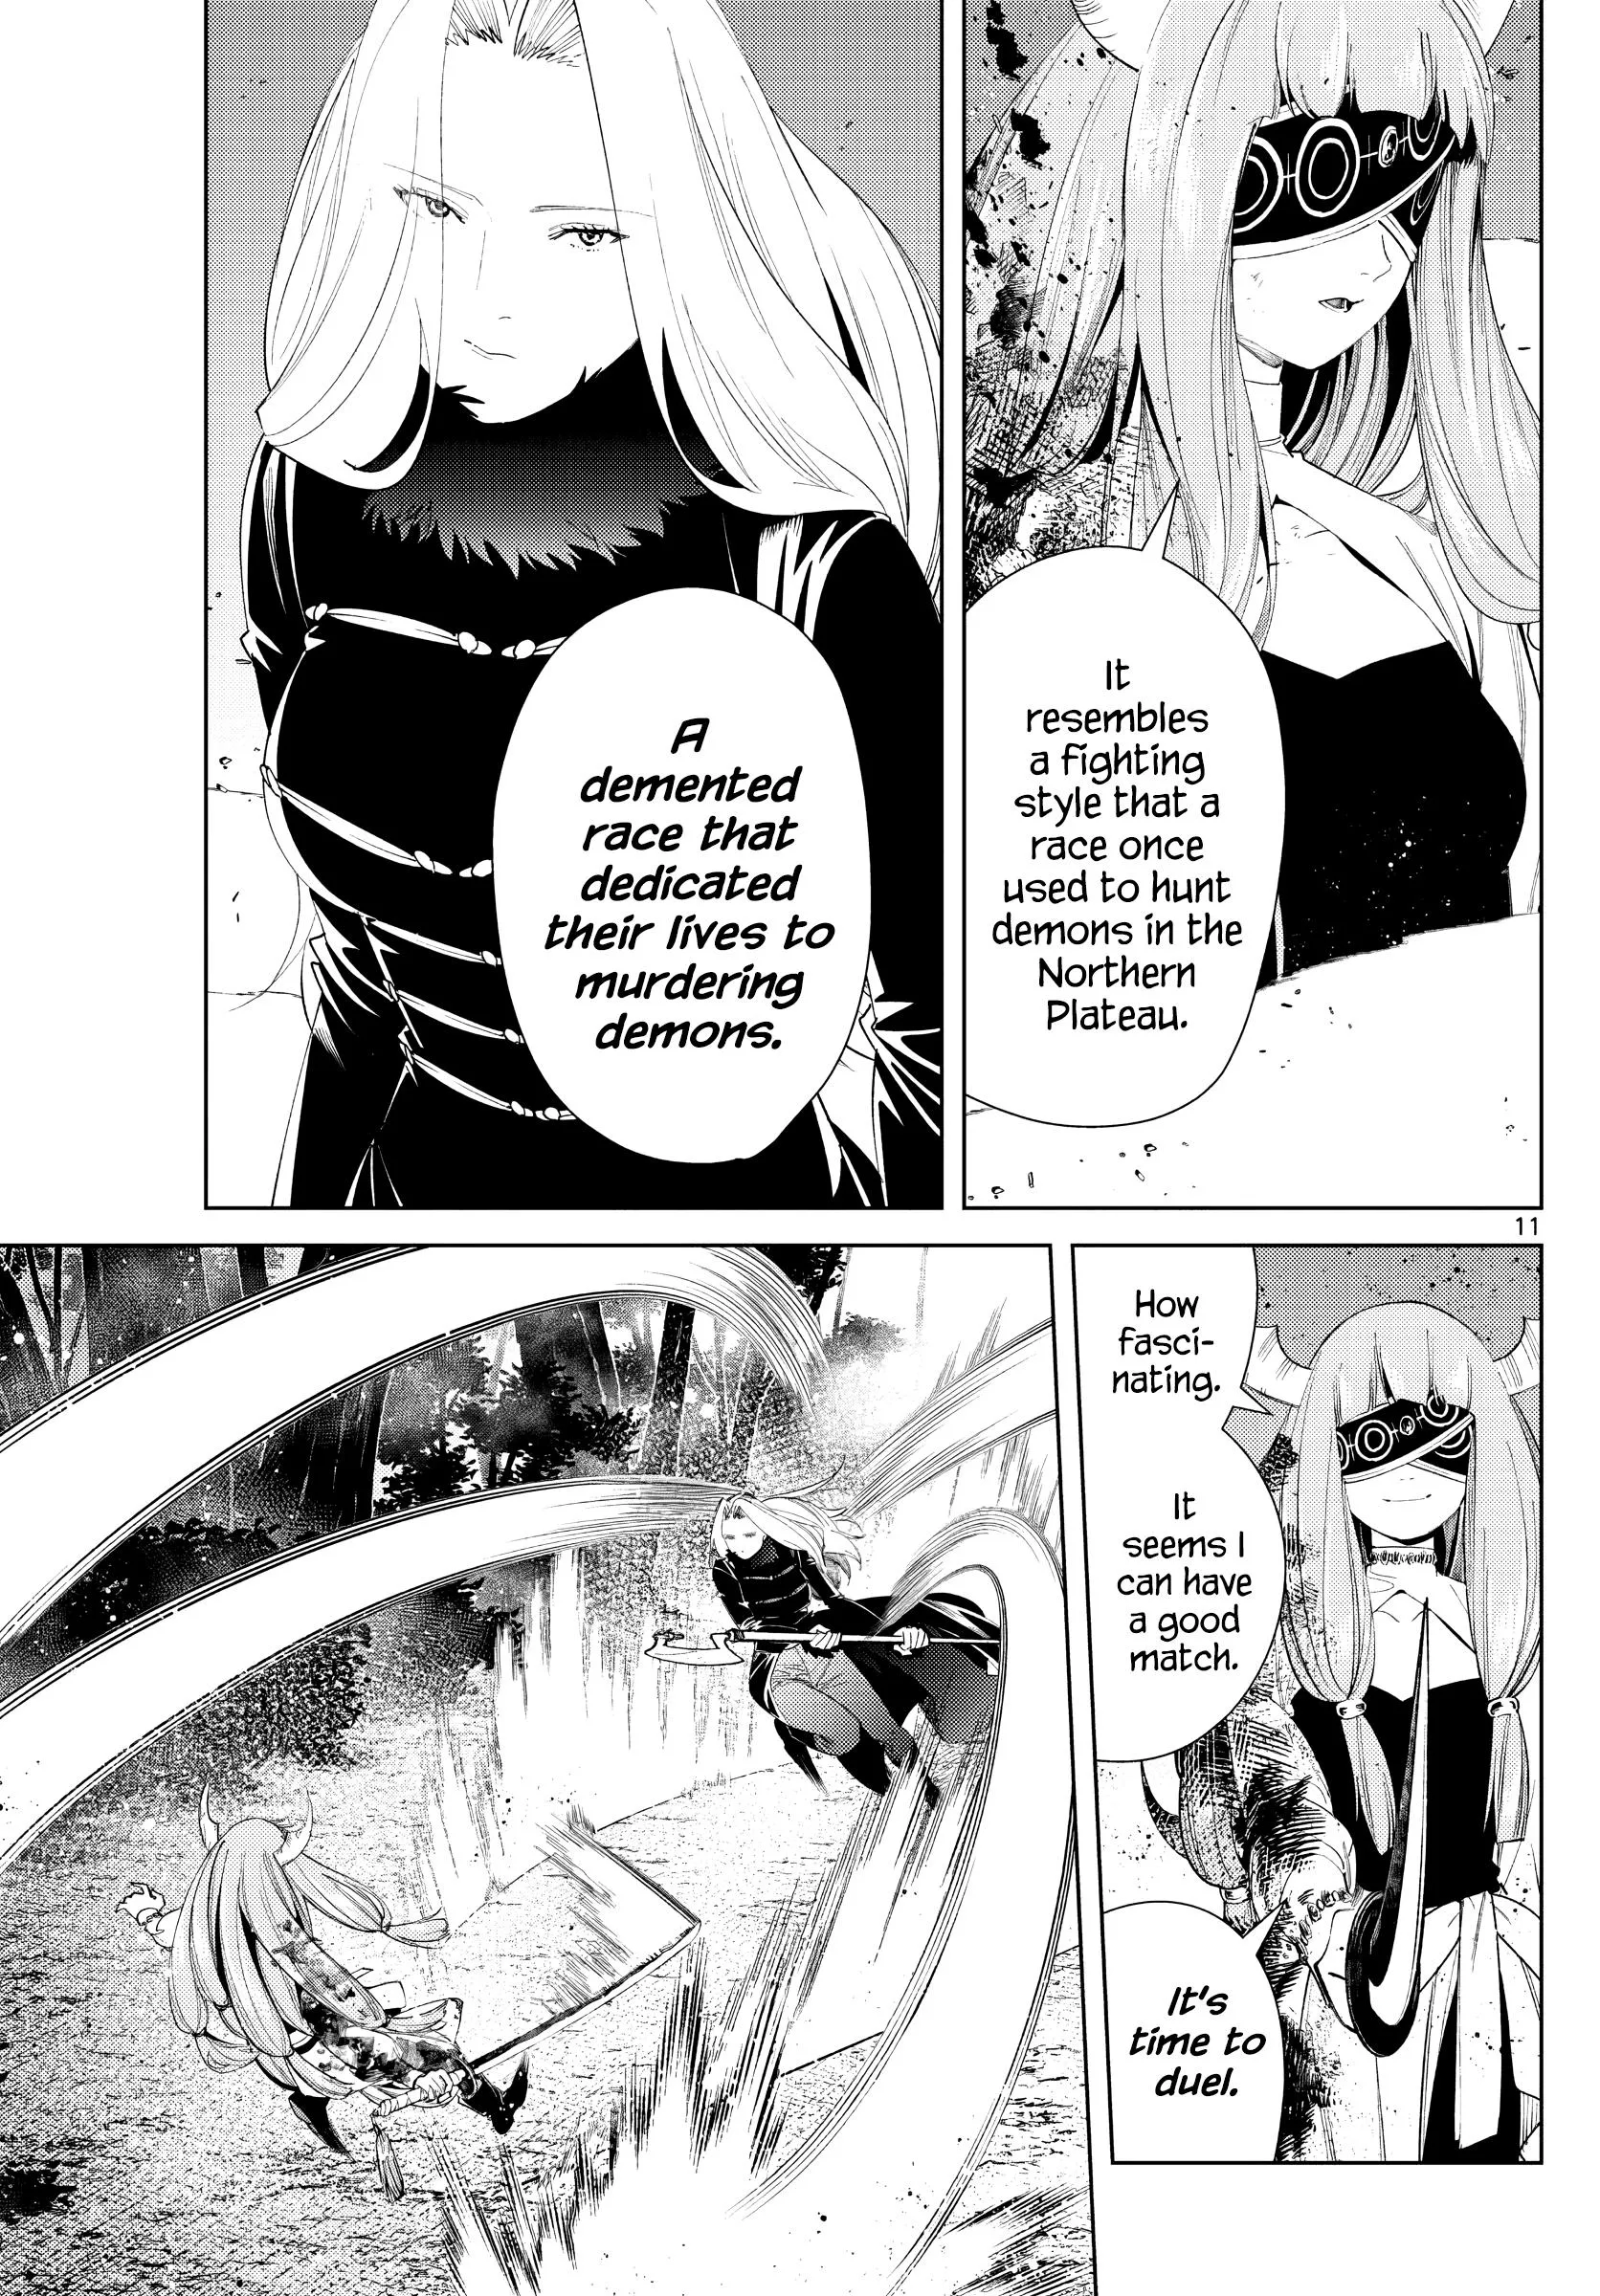 It
resembles
a fighting
style that a
race once
used to hunt
demons in the
Northern
Plateau.
A
demented
race that
dedicated
their lives to
murdering
demons.
11
How
fasci-
nating.
It
seems I
can have
a good
match.
It's
time to
duel.